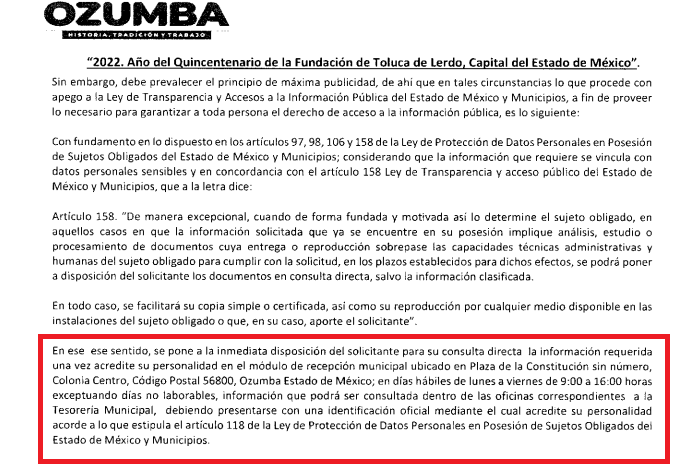 OZUMBA
HISTORIA, TRADICIÓN Y TRABAJO
“2022. Año del Quincentenario de la Fundación de Toluca de Lerdo, Capital del Estado de México”.
Sin embargo, debe prevalecer el principio de máxima publicidad, de ahí que en tales circunstancias lo que procede con
apego a la Ley de Transparencia y Accesos a la Información Pública del Estado de México y Municipios, a fin de proveer
lo necesario para garantizar a toda persona el derecho de acceso a la información pública, es lo siguiente:
Con fundamento en lo dispuesto en los artículos 97, 98, 106 y 158 de la Ley de Protección de Datos Personales en Posesión
de Sujetos Obligados del Estado de México y Municipios; considerando que la información que requiere se vincula con
datos personales sensibles y en concordancia con el artículo 158 Ley de Transparencia y acceso público del Estado de
México y Municipios, que a la letra dice:
Artículo 158. “De manera excepcional, cuando de forma fundada y motivada así lo determine el sujeto obligado, en
aquellos casos en que la información solicitada que ya se encuentre en su posesión implique análisis, estudio o
procesamiento de documentos cuya entrega o reproducción sobrepase las capacidades técnicas administrativas y
humanas del sujeto obligado para cumplir con la solicitud, en los plazos establecidos para dichos efectos, se podrá poner
a disposición del solicitante los documentos en consulta directa, salvo la información clasificada.
En todo caso, se facilitará su copia simple o certificada, así como su reproducción por cualquier medio disponible en las
instalaciones del sujeto obligado o que, en su caso, aporte el solicitante”.
En ese ese sentido, se pone a la inmediata disposición del solicitante para su consulta directa la información requerida
una vez acredite su personalidad en el módulo de recepción municipal ubicado en Plaza de la Constitución sin número,
Colonia Centro, Código Postal 56800, Ozumba Estado de México; en días hábiles de lunes a viernes de 9:00 a 16:00 horas
exceptuando días no laborables, información que podrá ser consultada dentro de las oficinas correspondientes a la
Tesorería Municipal, debiendo presentarse con una identificación oficial mediante el cual acredite su personalidad
acorde a lo que estipula el artículo 118 de la Ley de Protección de Datos Personales en Posesión de Sujetos Obligados del
Estado de México y Municipios.